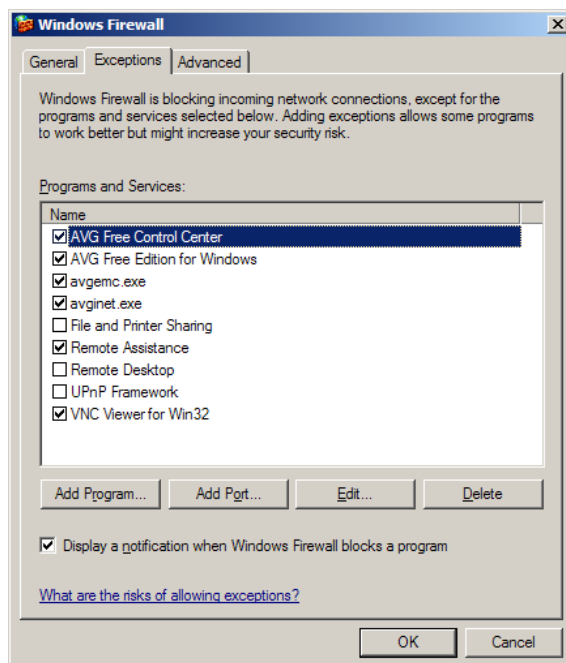 Windows Firewall
General Exceptions Advanced
Windows Firewall is blocking incoming network connections, except for the
programs and services selected below. Adding exceptions allows some programs
to work better but might increase your security risk.
Programs and Services:
Name
AVG Free Control Center
AVG Free Edition for Windows
avgemc.exe
avginet.exe
File and Printer Sharing
Remote Assistance
Remote Desktop
UPnP Framework
VNC Viewer for Win32
Add Program... Add Port... Edit... Delete
Display a notification when Windows Firewall blocks a program
What are the risks of allowing exceptions?
OK Cancel